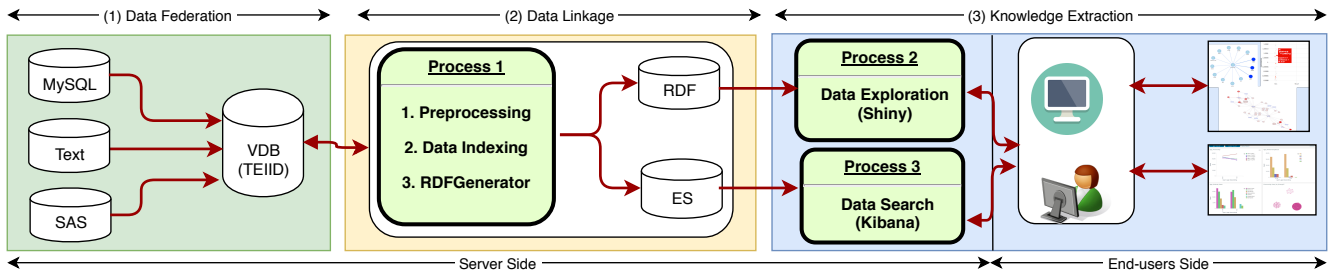 (1) Data Federation
(2) Data Linkage
(3) Knowledge Extraction
MySQL
Text
SAS
VDB
(TEIID)
Process 1
1. Preprocessing
2. Data Indexing
3. RDFGenerator
RDF
ES
Process 2
Data Exploration
(Shiny)
Process 3
Data Search
(Kibana)
Server Side
End-users Side